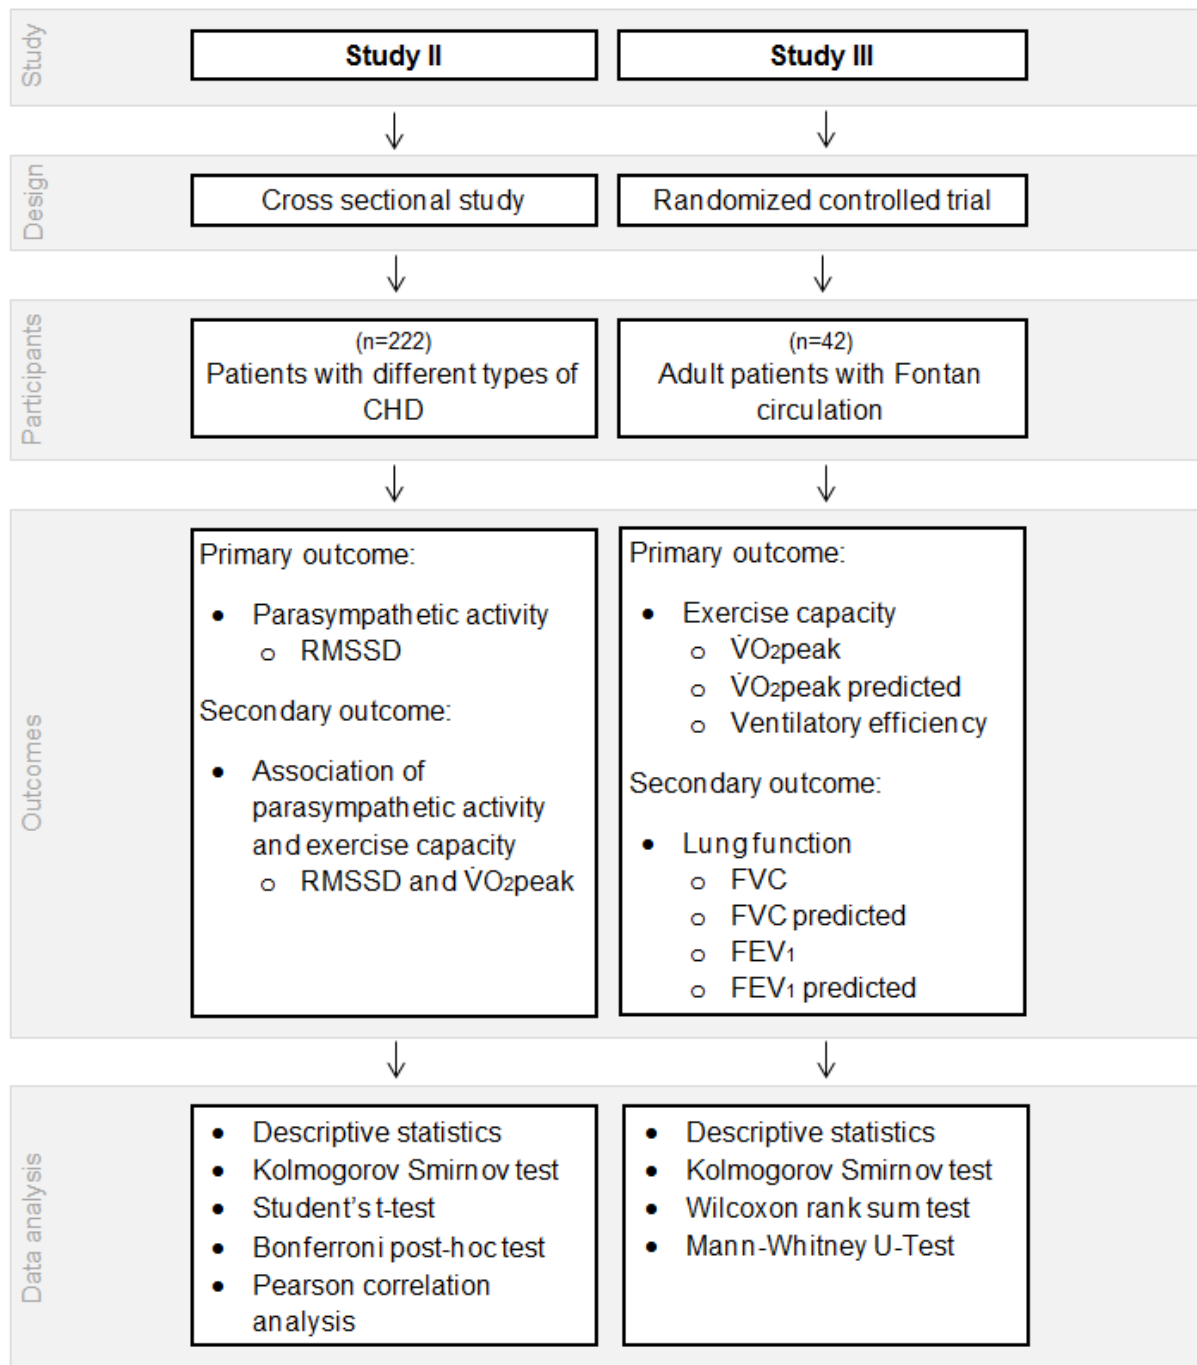 Study
Study II
Study III
Design
Cross sectional study
Randomized controlled trial
Participants
(n=222)
Patients with different types of
CHD
(n=42)
Adult patients with Fontan
circulation
Outcomes
Primary outcome:
• Parasympathetic activity
o RMSSD
Secondary outcome:
• Association of
parasympathetic activity
and exercise capacity
o RMSSD and V̇O₂peak
Primary outcome:
• Exercise capacity
o V̇O₂peak
o V̇O₂peak predicted
o Ventilatory efficiency
Secondary outcome:
• Lung function
o FVC
o FVC predicted
o FEV₁
o FEV₁ predicted
Data analysis
• Descriptive statistics
• Kolmogorov Smirnov test
• Student's t-test
• Bonferroni post-hoc test
• Pearson correlation
analysis
• Descriptive statistics
• Kolmogorov Smirnov test
• Wilcoxon rank sum test
• Mann-Whitney U-Test